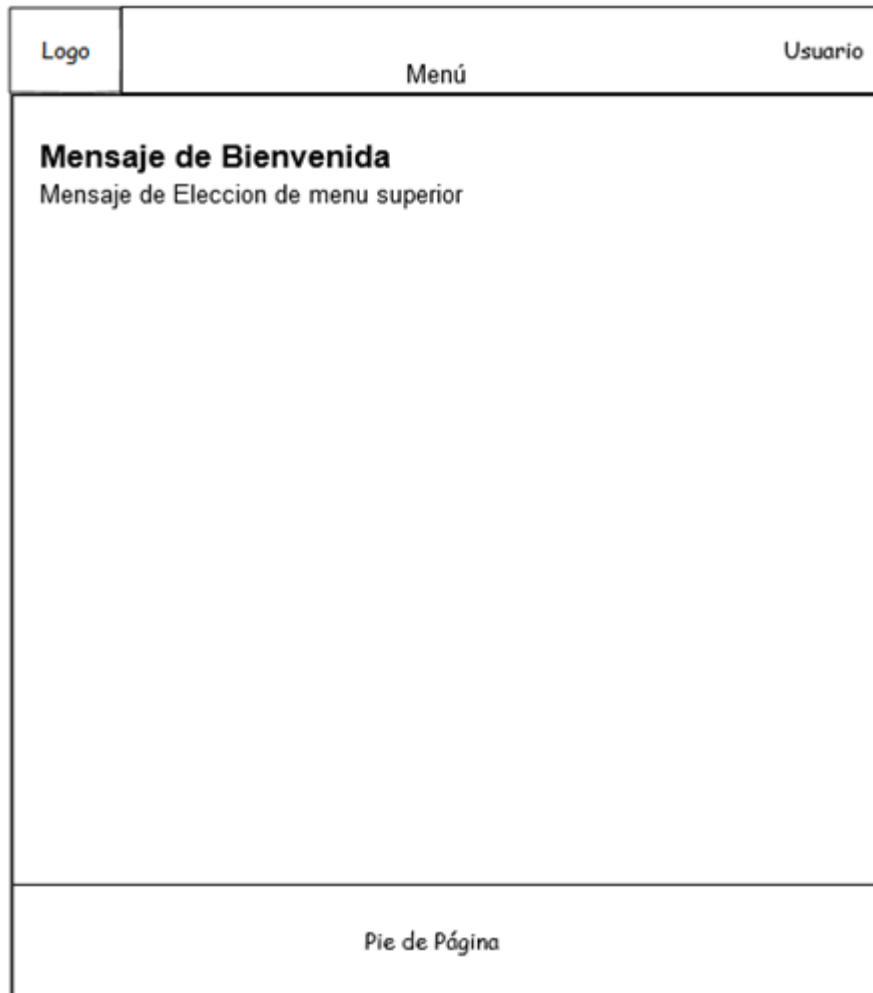 Logo
Usuario
Menú
Mensaje de Bienvenida
Mensaje de Eleccion de menu superior
Pie de Página